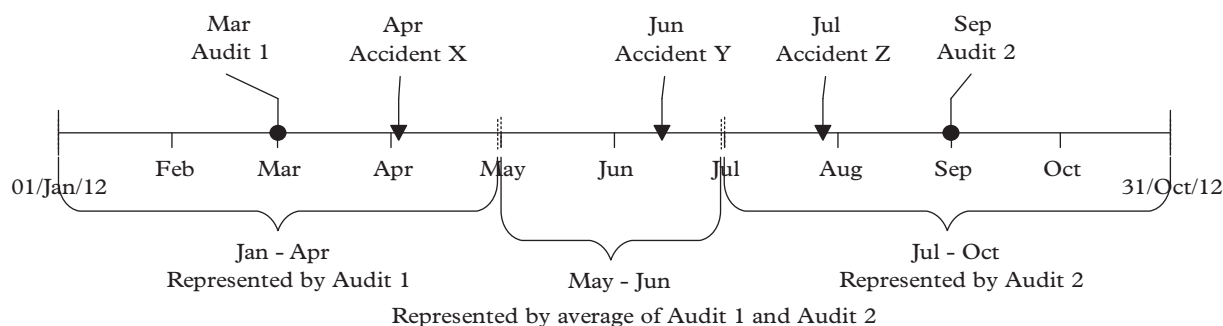 Mar
Audit 1
Apr
Accident X
Jun
Accident Y
Jul
Accident Z
Sep
Audit 2
Feb
Mar
Apr
May
Jun
Jul
Aug
Sep
Oct
01/Jan/12
31/Oct/12
Jan - Apr
Represented by Audit 1
May - Jun
Represented by average of Audit 1 and Audit 2
Jul - Oct
Represented by Audit 2